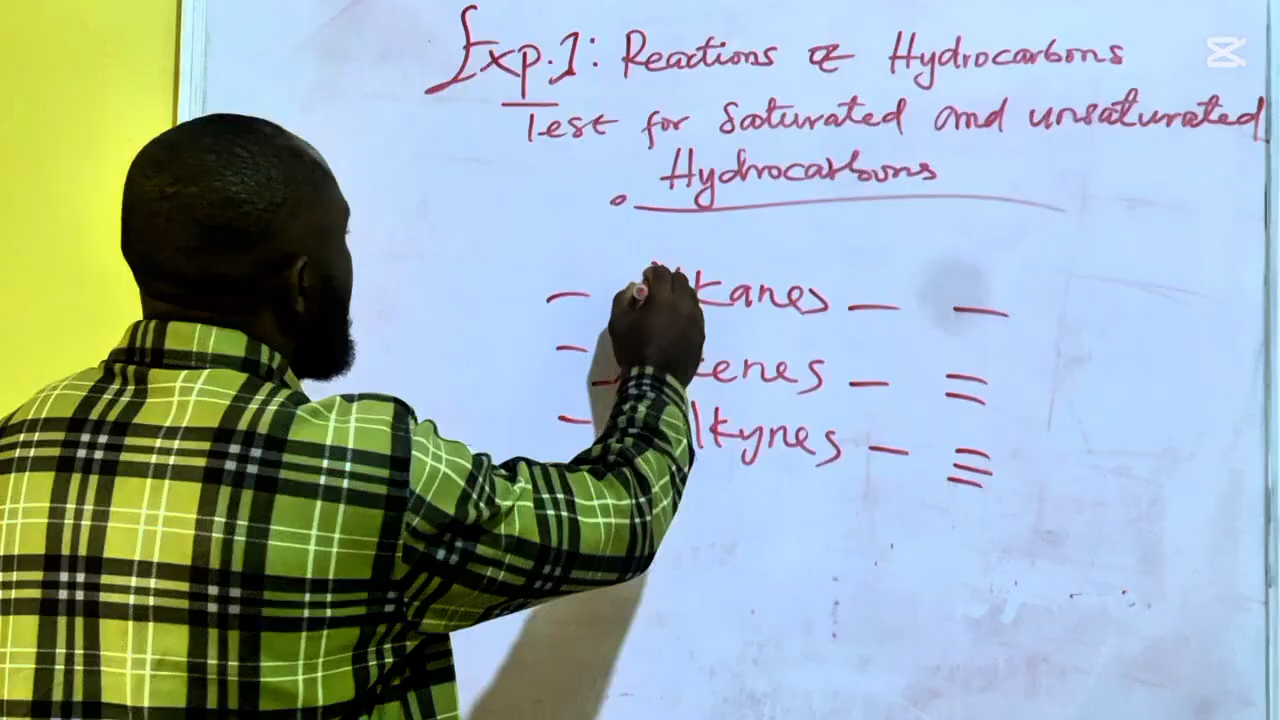 Exp.1: Reactions of Hydrocarbons
Test for Saturated and unsaturated
Hydrocarbons
- kanes - -
- enes - =
- lkynes - ≡